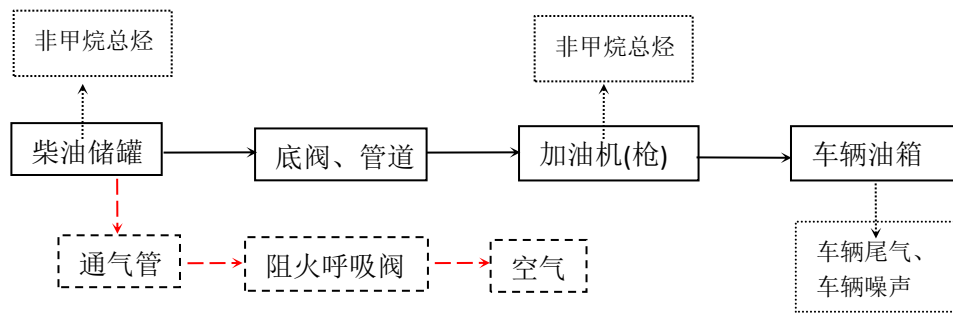 非甲烷总烃
非甲烷总烃
柴油储罐
底阀、管道
加油机(枪)
车辆油箱
通气管
阻火呼吸阀
空气
车辆尾气、
车辆噪声